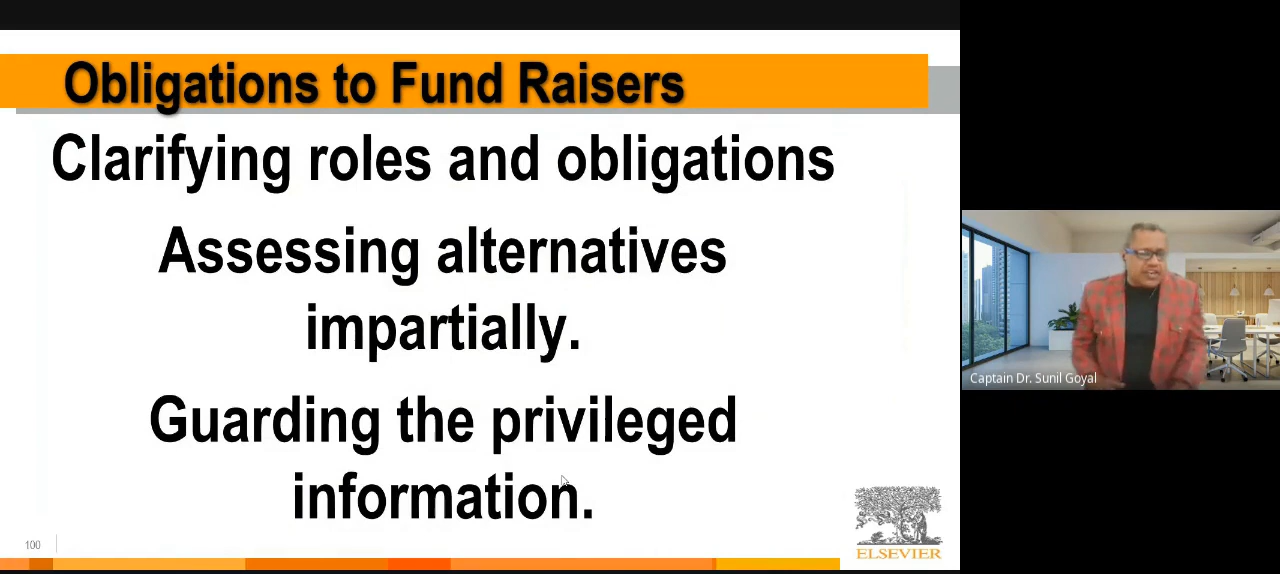 Obligations to Fund Raisers
Clarifying roles and obligations
Assessing alternatives
impartially.
Guarding the privileged
information.
100
ELSEVIER
Captain Dr. Sunil Goyal